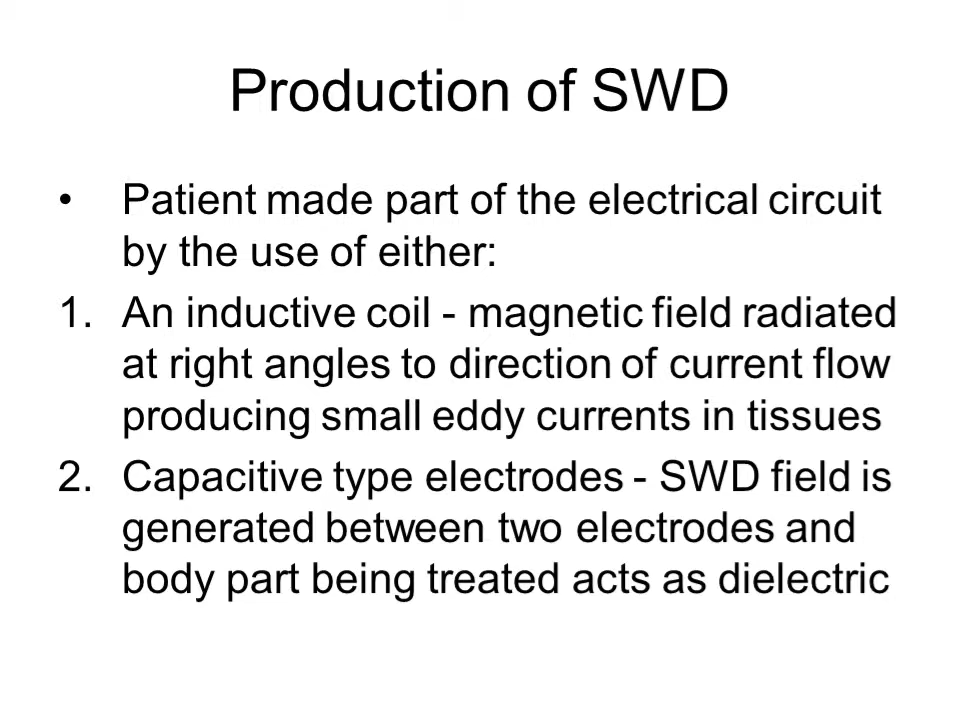 Production of SWD
• Patient made part of the electrical circuit
by the use of either:
1. An inductive coil - magnetic field radiated
at right angles to direction of current flow
producing small eddy currents in tissues
2. Capacitive type electrodes - SWD field is
generated between two electrodes and
body part being treated acts as dielectric